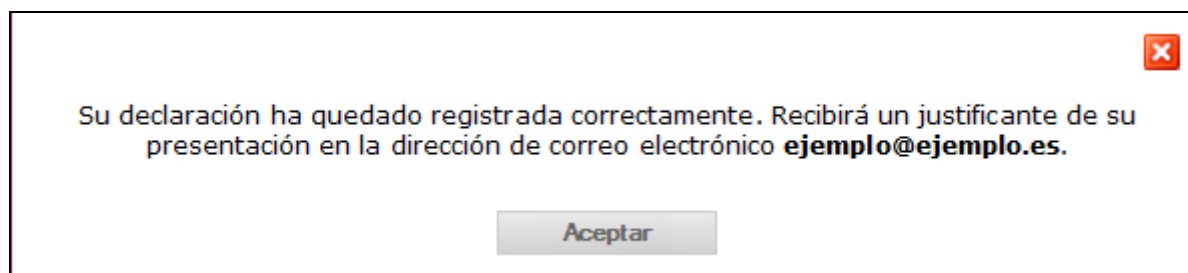 Su declaración ha quedado registrada correctamente. Recibirá un justificante de su
presentación en la dirección de correo electrónico ejemplo@ejemplo.es.
Aceptar